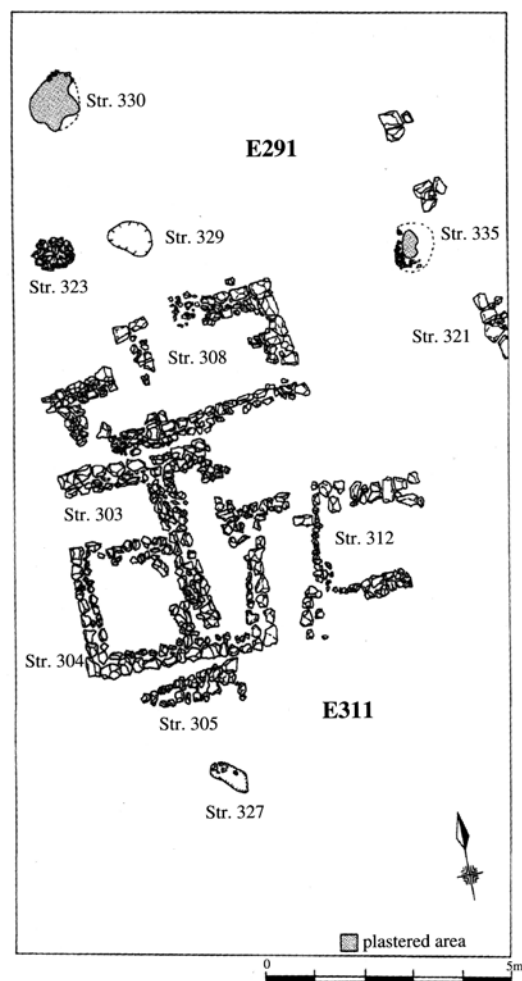 Str. 330
E291
Str. 329
Str. 335
Str. 323
Str. 321
Str. 308
Str. 303
Str. 312
Str. 304
E311
Str. 305
Str. 327
plastered area
0
5m